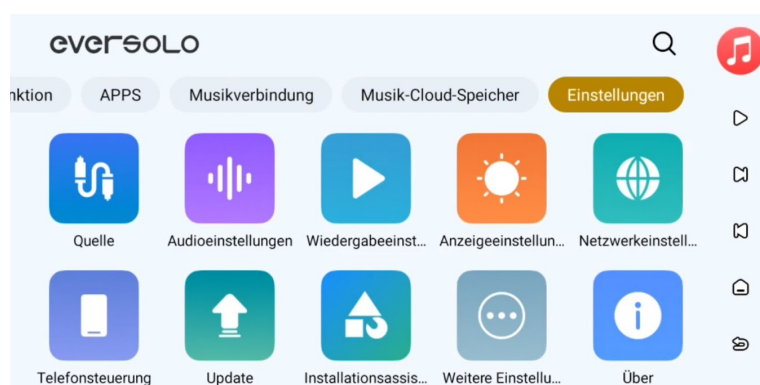 eversolo
nktion APPS Musikverbindung Musik-Cloud-Speicher Einstellungen
Quelle Audioeinstellungen Wiedergabeeinst... Anzeigeeinstellun... Netzwerkeinstell...
Telefonsteuerung Update Installationsassis... Weitere Einstellu... Über